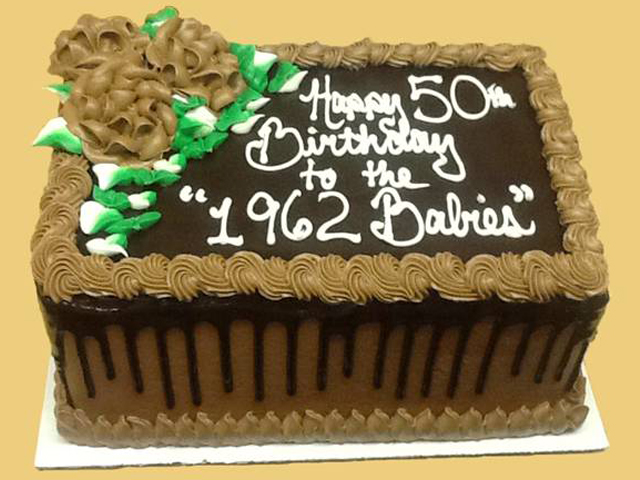 Happy 50th
Birthday
to the
"1962 Babies"